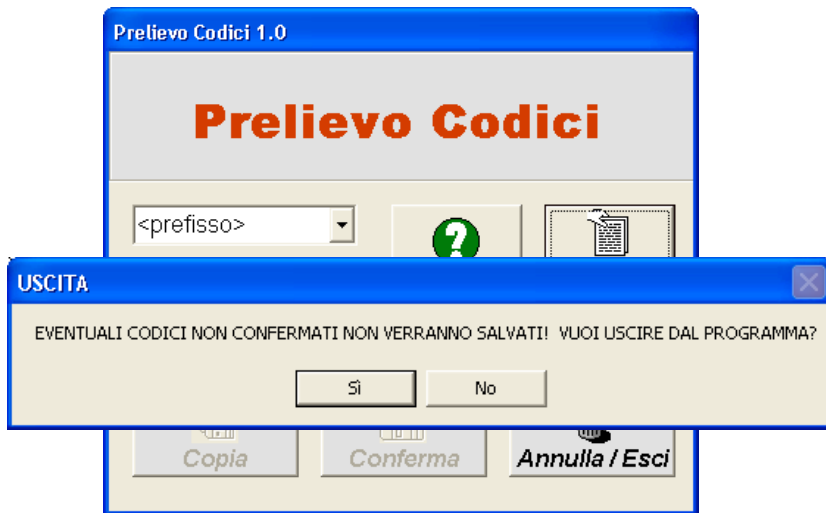 Prelievo Codici 1.0
Prelievo Codici
<prefisso>
?
USCITA
EVENTUALI CODICI NON CONFERMATI NON VERRANNO SALVATI! VUOI USCIRE DAL PROGRAMMA?
Sì No
Copia Conferma Annulla / Esci